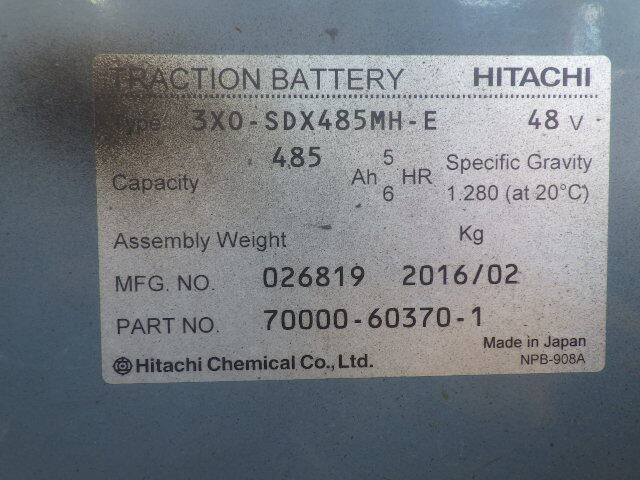 TRACTION BATTERY HITACHI
Type 3X0-SDX485MH-E 48 V
Capacity 485 Ah 5 HR Specific Gravity
6 1.280 (at 20°C)
Assembly Weight Kg
MFG. NO. 026819 2016/02
PART NO. 70000-60370-1
Made in Japan
Hitachi Chemical Co., Ltd. NPB-908A